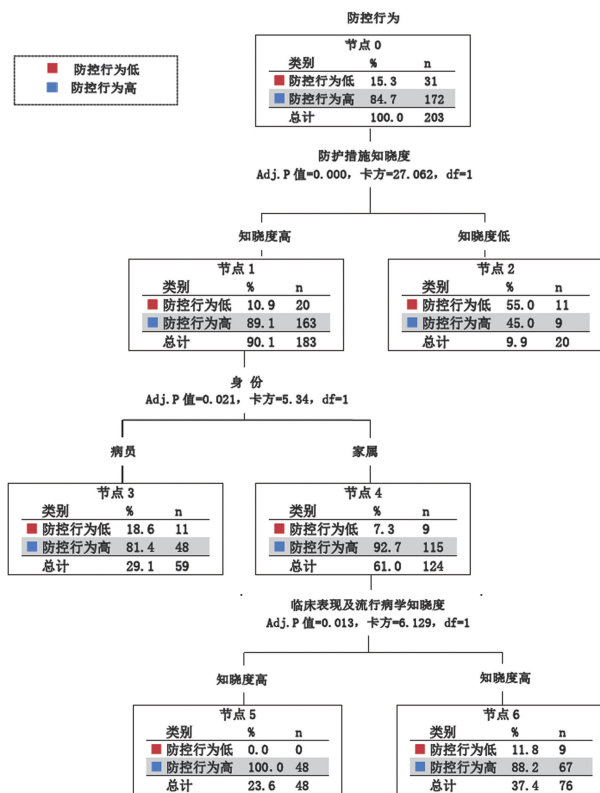 防控行为
防控行为低
防控行为高
节点 0
类别 % n
防控行为低 15.3 31
防控行为高 84.7 172
总计 100.0 203
防护措施知晓度
Adj.P 值=0.000，卡方=27.062，df=1
知晓度高
知晓度低
节点 1
类别 % n
防控行为低 10.9 20
防控行为高 89.1 163
总计 90.1 183
节点 2
类别 % n
防控行为低 55.0 11
防控行为高 45.0 9
总计 9.9 20
身 份
Adj.P 值=0.021，卡方=5.34，df=1
病员
家属
节点 3
类别 % n
防控行为低 18.6 11
防控行为高 81.4 48
总计 29.1 59
节点 4
类别 % n
防控行为低 7.3 9
防控行为高 92.7 115
总计 61.0 124
临床表现及流行病学知晓度
Adj.P 值=0.013，卡方=6.129，df=1
知晓度高
知晓度高
节点 5
类别 % n
防控行为低 0.0 0
防控行为高 100.0 48
总计 23.6 48
节点 6
类别 % n
防控行为低 11.8 9
防控行为高 88.2 67
总计 37.4 76